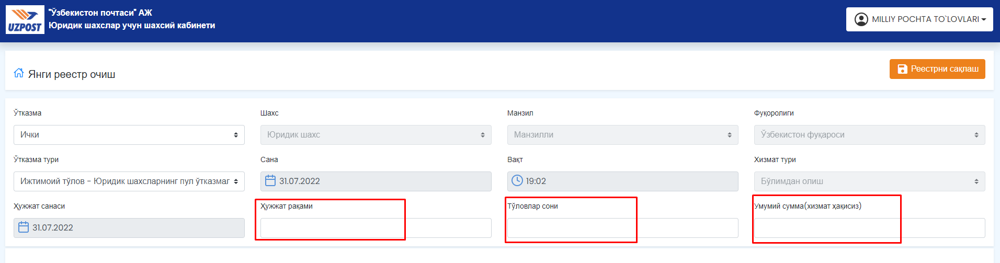 UZPOST
"Ўзбекистон почтаси" АЖ
Юридик шахслар учун шахсий кабинети
MILLIY POCHTA TO`LOVLARI
Янги реестр очиш
Реестрни сақлаш
Ўтказма
Шахс
Манзил
Фуқоролиги
Ички
Юридик шахс
Манзилли
Ўзбекистон фуқароси
Ўтказма тури
Сана
Вақт
Хизмат тури
Ижтимоий тўлов - Юридик шахсларнинг пул ўтказмал
31.07.2022
19:02
Бўлимдан олиш
Ҳужжат санаси
Ҳужжат рақами
Тўловлар сони
Умумий сумма(хизмат ҳақисиз)
31.07.2022